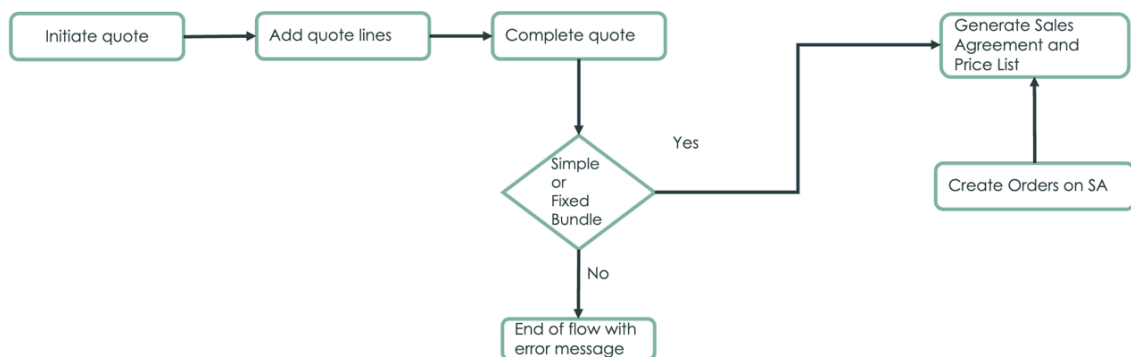 Initiate quote
Add quote lines
Complete quote
Generate Sales
Agreement and
Price List
Yes
Simple
or
Fixed
Bundle
Create Orders on SA
No
End of flow with
error message